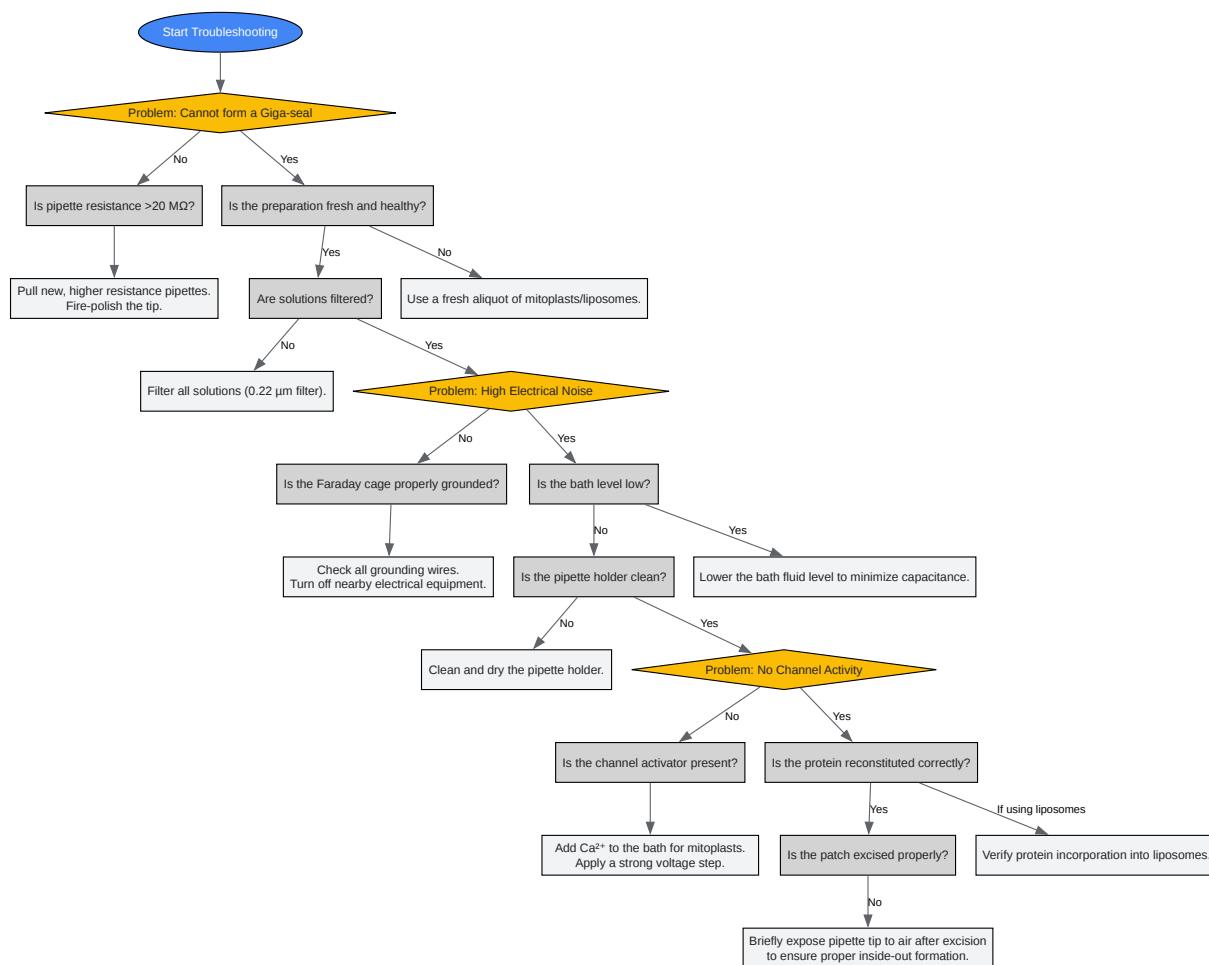 Start Troubleshooting
Problem: Cannot form a Giga-seal
No
Yes
Is pipette resistance >20 MΩ?
Is the preparation fresh and healthy?
Yes
No
Pull new, higher resistance pipettes.
Fire-polish the tip.
Are solutions filtered?
Use a fresh aliquot of mitoplasts/liposomes.
No
Yes
Filter all solutions (0.22 µm filter).
Problem: High Electrical Noise
No
Yes
Is the Faraday cage properly grounded?
Is the bath level low?
No
Yes
Check all grounding wires.
Turn off nearby electrical equipment.
Is the pipette holder clean?
Lower the bath fluid level to minimize capacitance.
No
Yes
Clean and dry the pipette holder.
Problem: No Channel Activity
No
Yes
Is the channel activator present?
Is the protein reconstituted correctly?
Yes
If using liposomes
Add Ca²⁺ to the bath for mitoplasts.
Apply a strong voltage step.
Is the patch excised properly?
Verify protein incorporation into liposomes.
No
Briefly expose pipette tip to air after excision
to ensure proper inside-out formation.